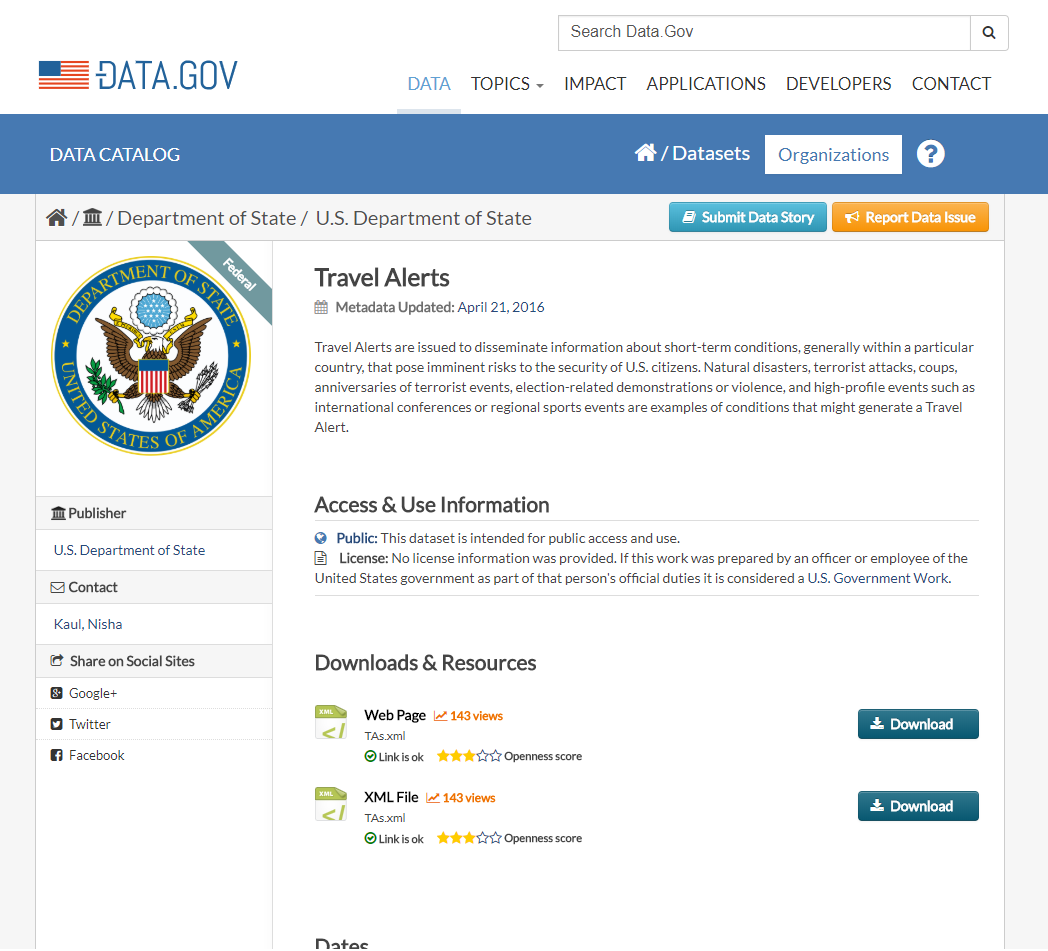 Search Data.Gov
DATA.GOV
DATA TOPICS IMPACT APPLICATIONS DEVELOPERS CONTACT
DATA CATALOG
/ Datasets Organizations ?
/ / Department of State / U.S. Department of State
Submit Data Story Report Data Issue
Federal
DEPARTMENT OF STATE
UNITED STATES OF AMERICA
Publisher
U.S. Department of State
Contact
Kaul, Nisha
Share on Social Sites
Google+
Twitter
Facebook
Travel Alerts
Metadata Updated: April 21, 2016
Travel Alerts are issued to disseminate information about short-term conditions, generally within a particular
country, that pose imminent risks to the security of U.S. citizens. Natural disasters, terrorist attacks, coups,
anniversaries of terrorist events, election-related demonstrations or violence, and high-profile events such as
international conferences or regional sports events are examples of conditions that might generate a Travel
Alert.
Access & Use Information
Public: This dataset is intended for public access and use.
License: No license information was provided. If this work was prepared by an officer or employee of the
United States government as part of that person's official duties it is considered a U.S. Government Work.
Downloads & Resources
XML
Web Page 143 views
TAs.xml
Link is ok Openness score
Download
XML
XML File 143 views
TAs.xml
Link is ok Openness score
Download
Dates